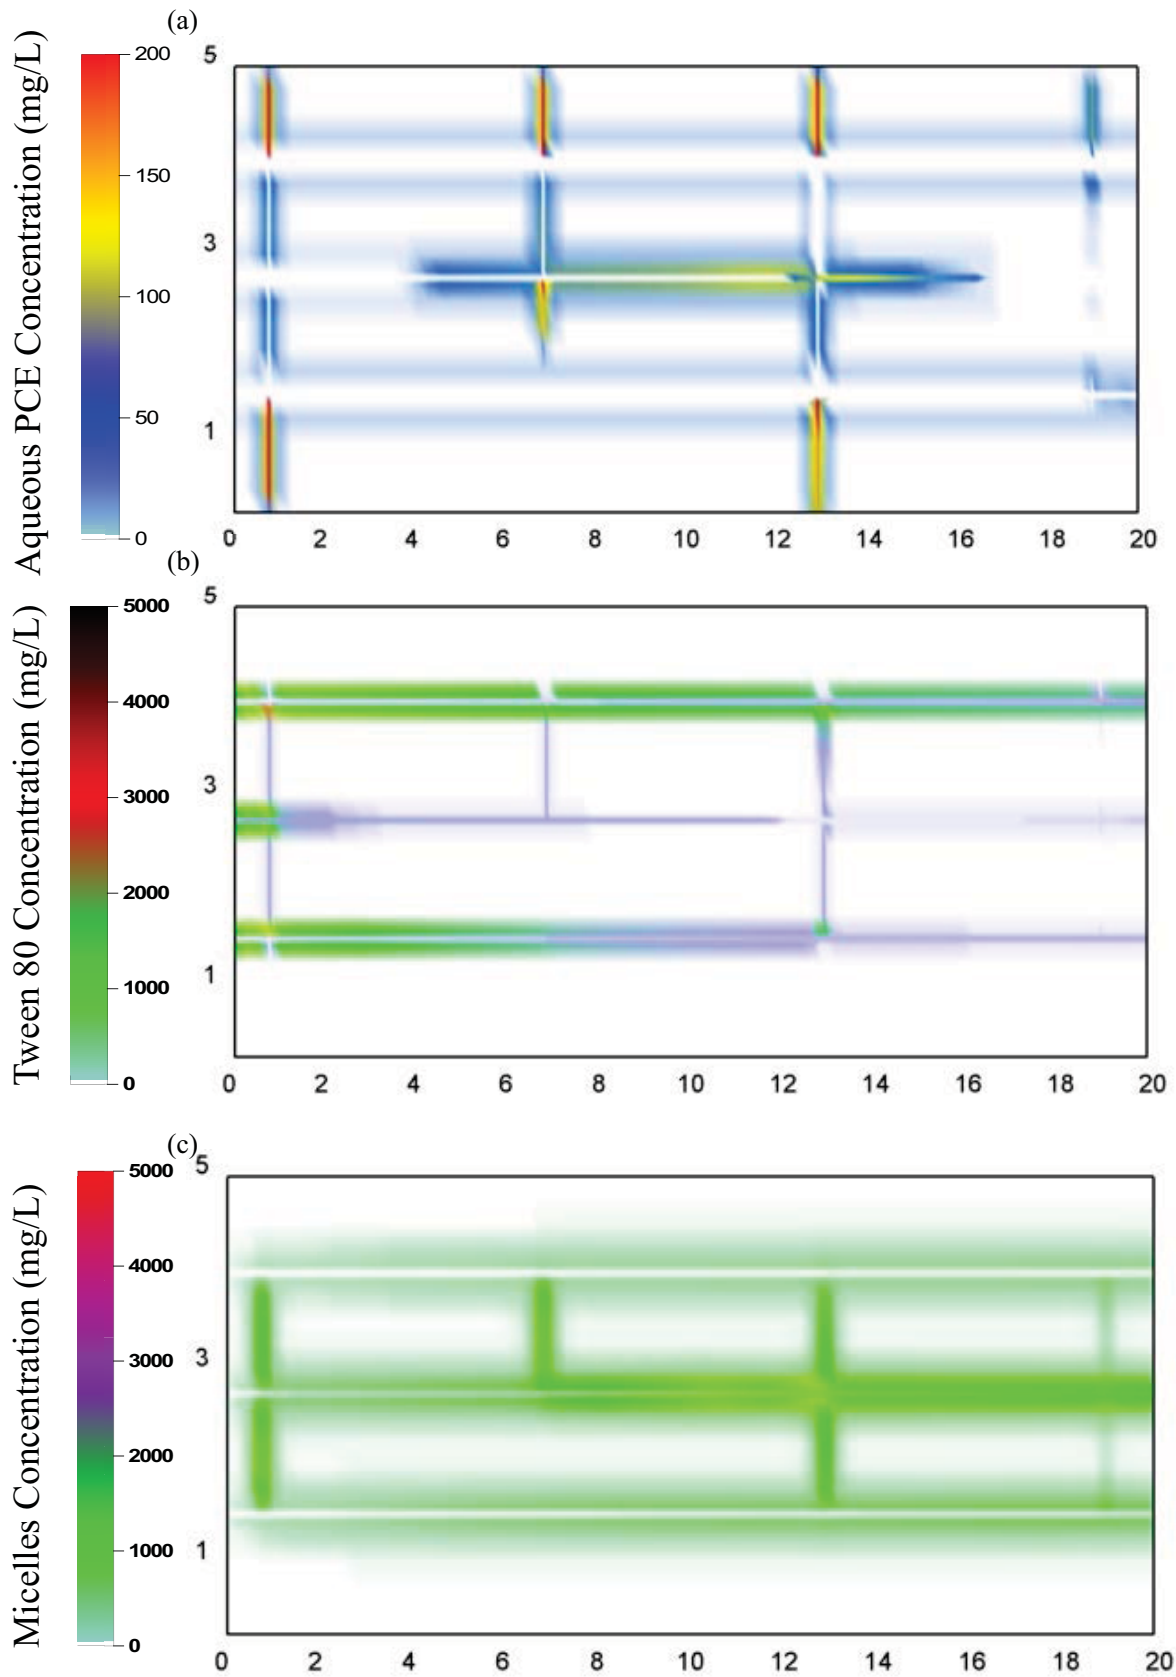 (a)
Aqueous PCE Concentration (mg/L)
200
150
100
50
0
5
3
1
0 2 4 6 8 10 12 14 16 18 20
(b)
Tween 80 Concentration (mg/L)
5000
4000
3000
2000
1000
0
5
3
1
0 2 4 6 8 10 12 14 16 18 20
(c)
Micelles Concentration (mg/L)
5000
4000
3000
2000
1000
0
5
3
1
0 2 4 6 8 10 12 14 16 18 20